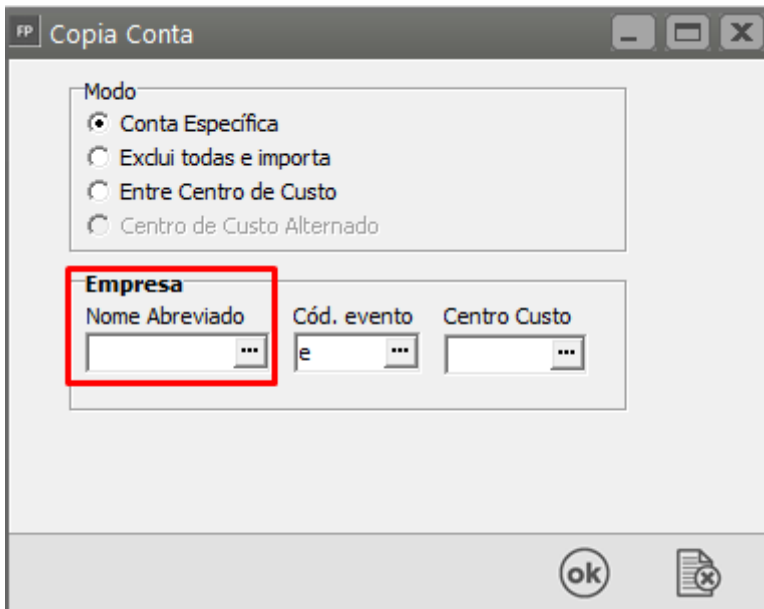 FP Copia Conta
Modo
Conta Específica
Exclui todas e importa
Entre Centro de Custo
Centro de Custo Alternado
Empresa
Nome Abreviado Cód. evento Centro Custo
... e ... ...
ok